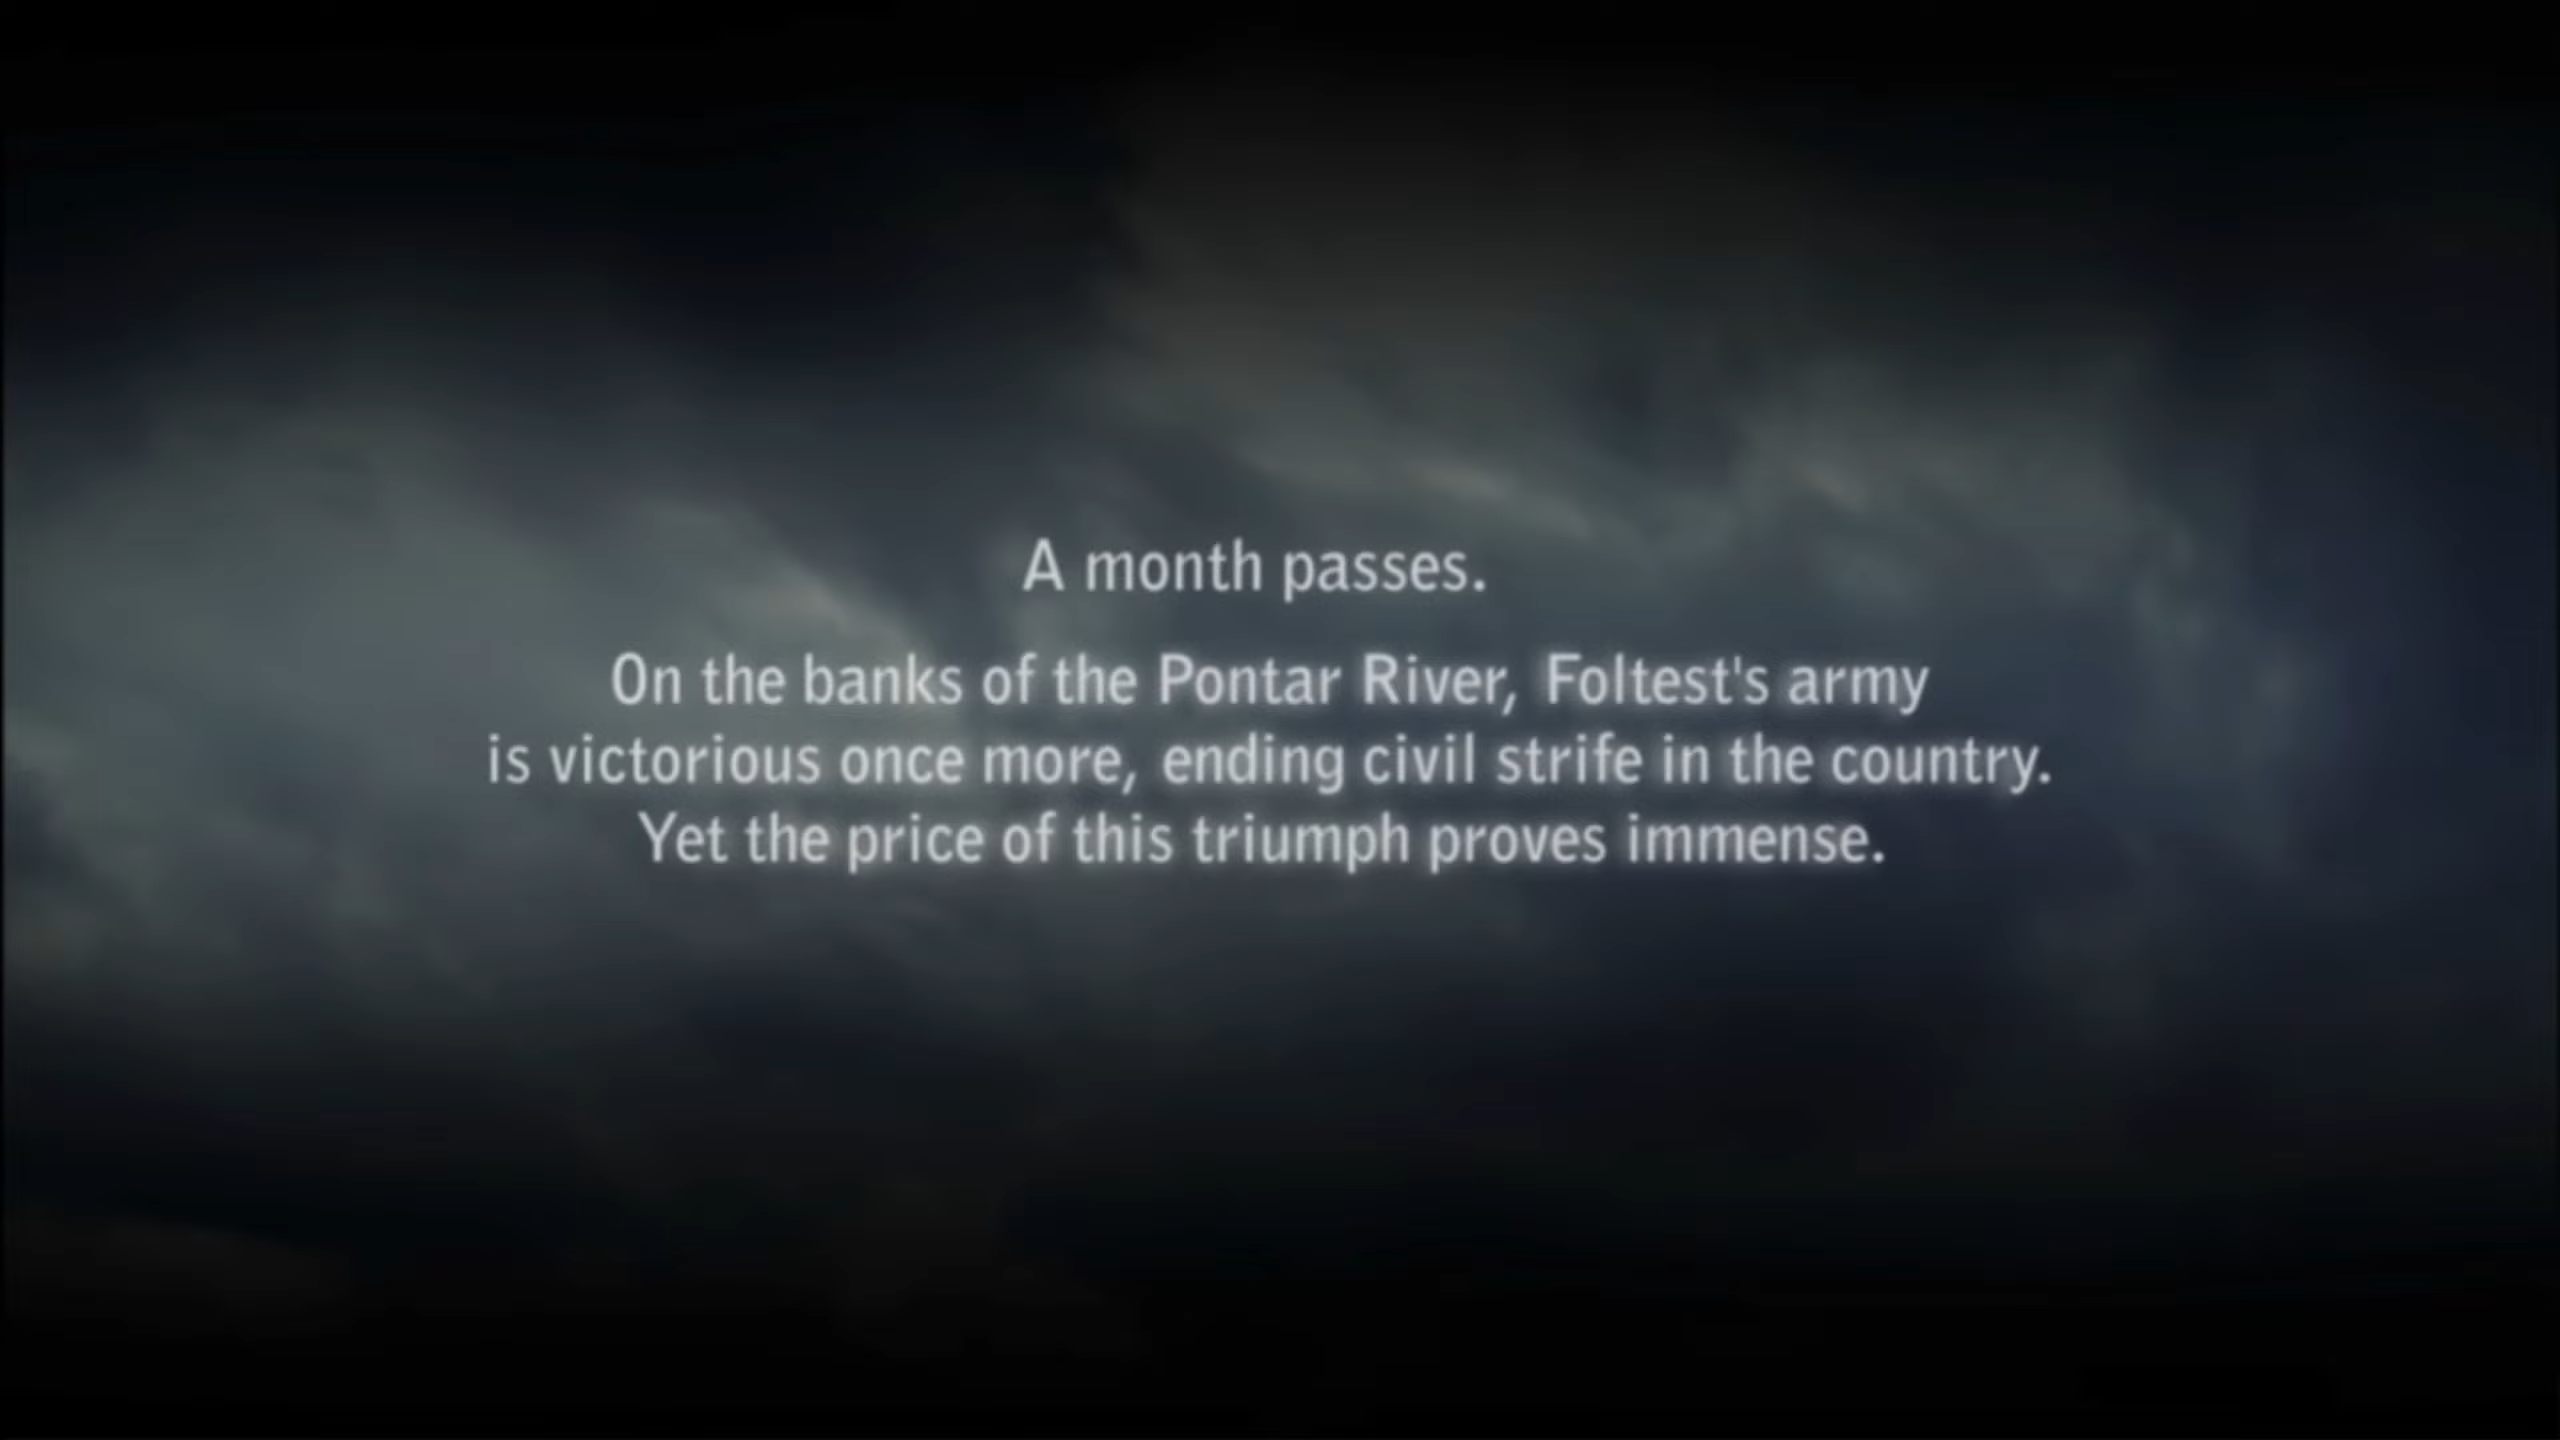 A month passes.
On the banks of the Pontar River, Foltest's army
is victorious once more, ending civil strife in the country.
Yet the price of this triumph proves immense.